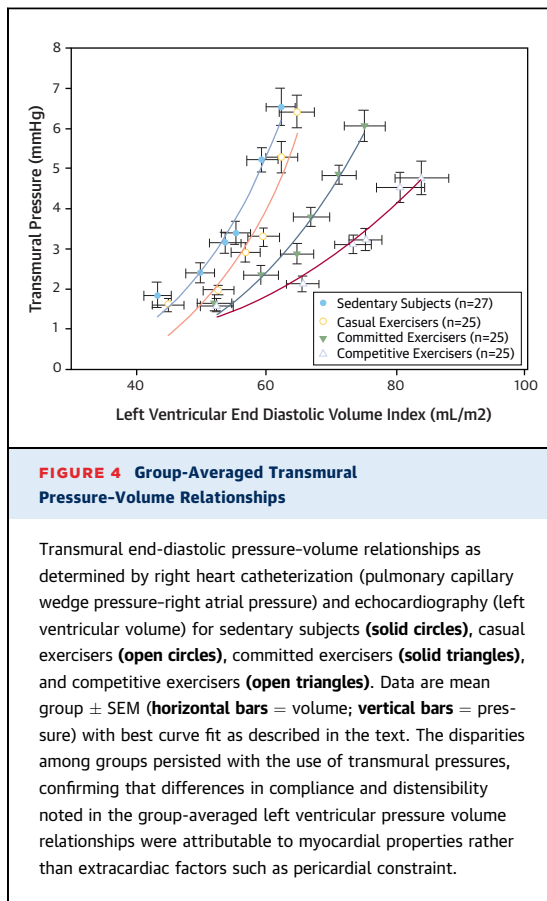 8
7
6
5
4
3
2
1
0
Transmural Pressure (mmHg)
40
60
80
100
Left Ventricular End Diastolic Volume Index (mL/m2)
Sedentary Subjects (n=27)
Casual Exercisers (n=25)
Committed Exercisers (n=25)
Competitive Exercisers (n=25)
FIGURE 4 Group-Averaged Transmural
Pressure-Volume Relationships
Transmural end-diastolic pressure-volume relationships as
determined by right heart catheterization (pulmonary capillary
wedge pressure-right atrial pressure) and echocardiography (left
ventricular volume) for sedentary subjects (solid circles), casual
exercisers (open circles), committed exercisers (solid triangles),
and competitive exercisers (open triangles). Data are mean
group ± SEM (horizontal bars = volume; vertical bars = pres-
sure) with best curve fit as described in the text. The disparities
among groups persisted with the use of transmural pressures,
confirming that differences in compliance and distensibility
noted in the group-averaged left ventricular pressure volume
relationships were attributable to myocardial properties rather
than extracardiac factors such as pericardial constraint.